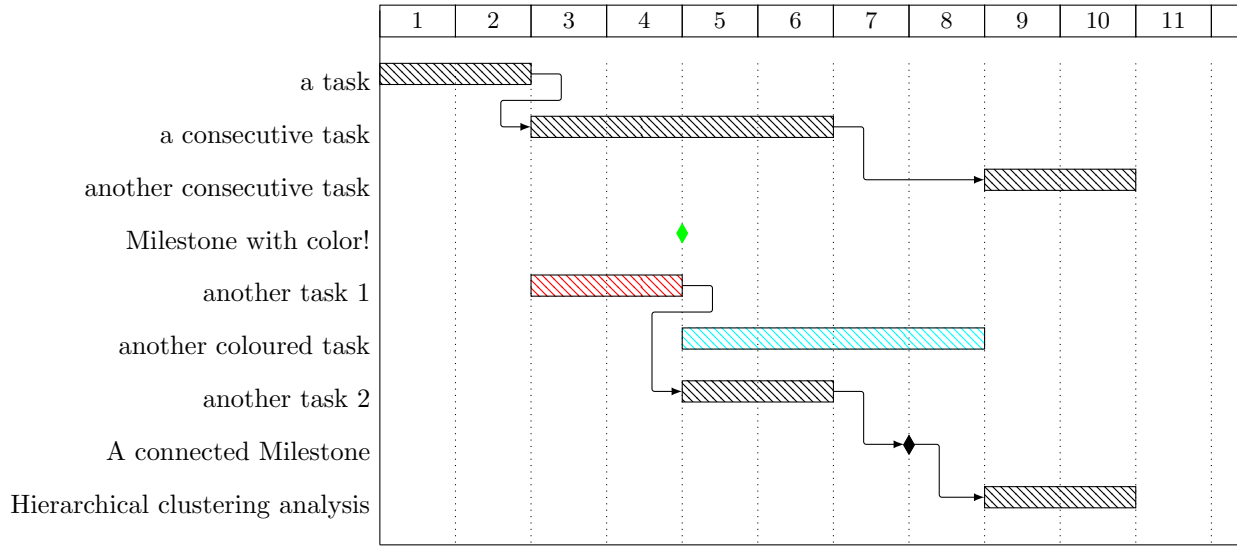 1 2 3 4 5 6 7 8 9 10 11
a task
a consecutive task
another consecutive task
Milestone with color!
another task 1
another coloured task
another task 2
A connected Milestone
Hierarchical clustering analysis